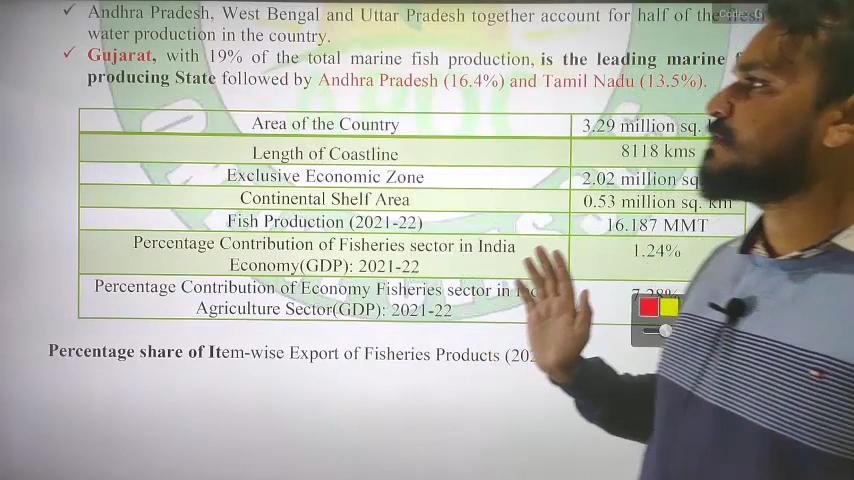 ✓ Andhra Pradesh, West Bengal and Uttar Pradesh together account for half of the fresh
water production in the country.
✓ Gujarat, with 19% of the total marine fish production, is the leading marine f
producing State followed by Andhra Pradesh (16.4%) and Tamil Nadu (13.5%).
Area of the Country 3.29 million sq. k
Length of Coastline 8118 kms
Exclusive Economic Zone 2.02 million sq.
Continental Shelf Area 0.53 million sq. km
Fish Production (2021-22) 16.187 MMT
Percentage Contribution of Fisheries sector in India 1.24%
Economy(GDP): 2021-22
Percentage Contribution of Economy Fisheries sector in 7.28%
Agriculture Sector(GDP): 2021-22
Percentage share of Item-wise Export of Fisheries Products (20